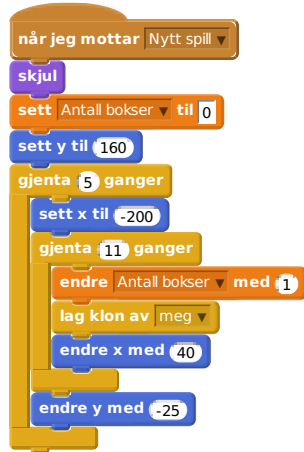 når jeg mottar Nytt spill
skjul
sett Antall bokser til 0
sett y til 160
gjenta 5 ganger
sett x til -200
gjenta 11 ganger
endre Antall bokser med 1
lag klon av meg
endre x med 40
endre y med -25